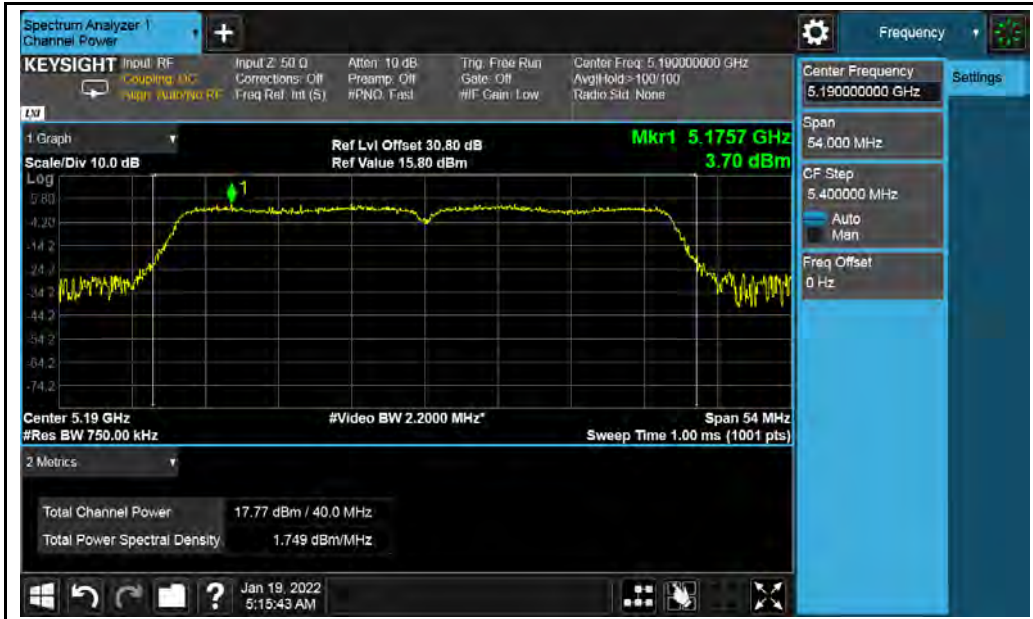 Spectrum Analyzer 1
Channel Power
Frequency
KEYSIGHT
Input: RF
Coupling: DC
Align: Auto/No RF
Input Z: 50 Ω
Corrections: Off
Freq Ref: Int (S)
Atten: 10 dB
Preamp: Off
#PNO: Fast
Trig: Free Run
Gate: Off
#IF Gain: Low
Center Freq: 5.190000000 GHz
Avg|Hold>100/100
Radio Std: None
LXI
Center Frequency
5.190000000 GHz
Settings
Span
54.000 MHz
CF Step
5.400000 MHz
Auto
Man
Freq Offset
0 Hz
1 Graph
Scale/Div 10.0 dB
Ref Lvl Offset 30.80 dB
Ref Value 15.80 dBm
Mkr1 5.1757 GHz
3.70 dBm
Log
5.80
-4.20
-14.2
-24.2
-34.2
-44.2
-54.2
-64.2
-74.2
1
Center 5.19 GHz
#Video BW 2.2000 MHz*
Span 54 MHz
#Res BW 750.00 kHz
Sweep Time 1.00 ms (1001 pts)
2 Metrics
Total Channel Power 17.77 dBm / 40.0 MHz
Total Power Spectral Density 1.749 dBm/MHz
?
Jan 19, 2022
5:15:43 AM